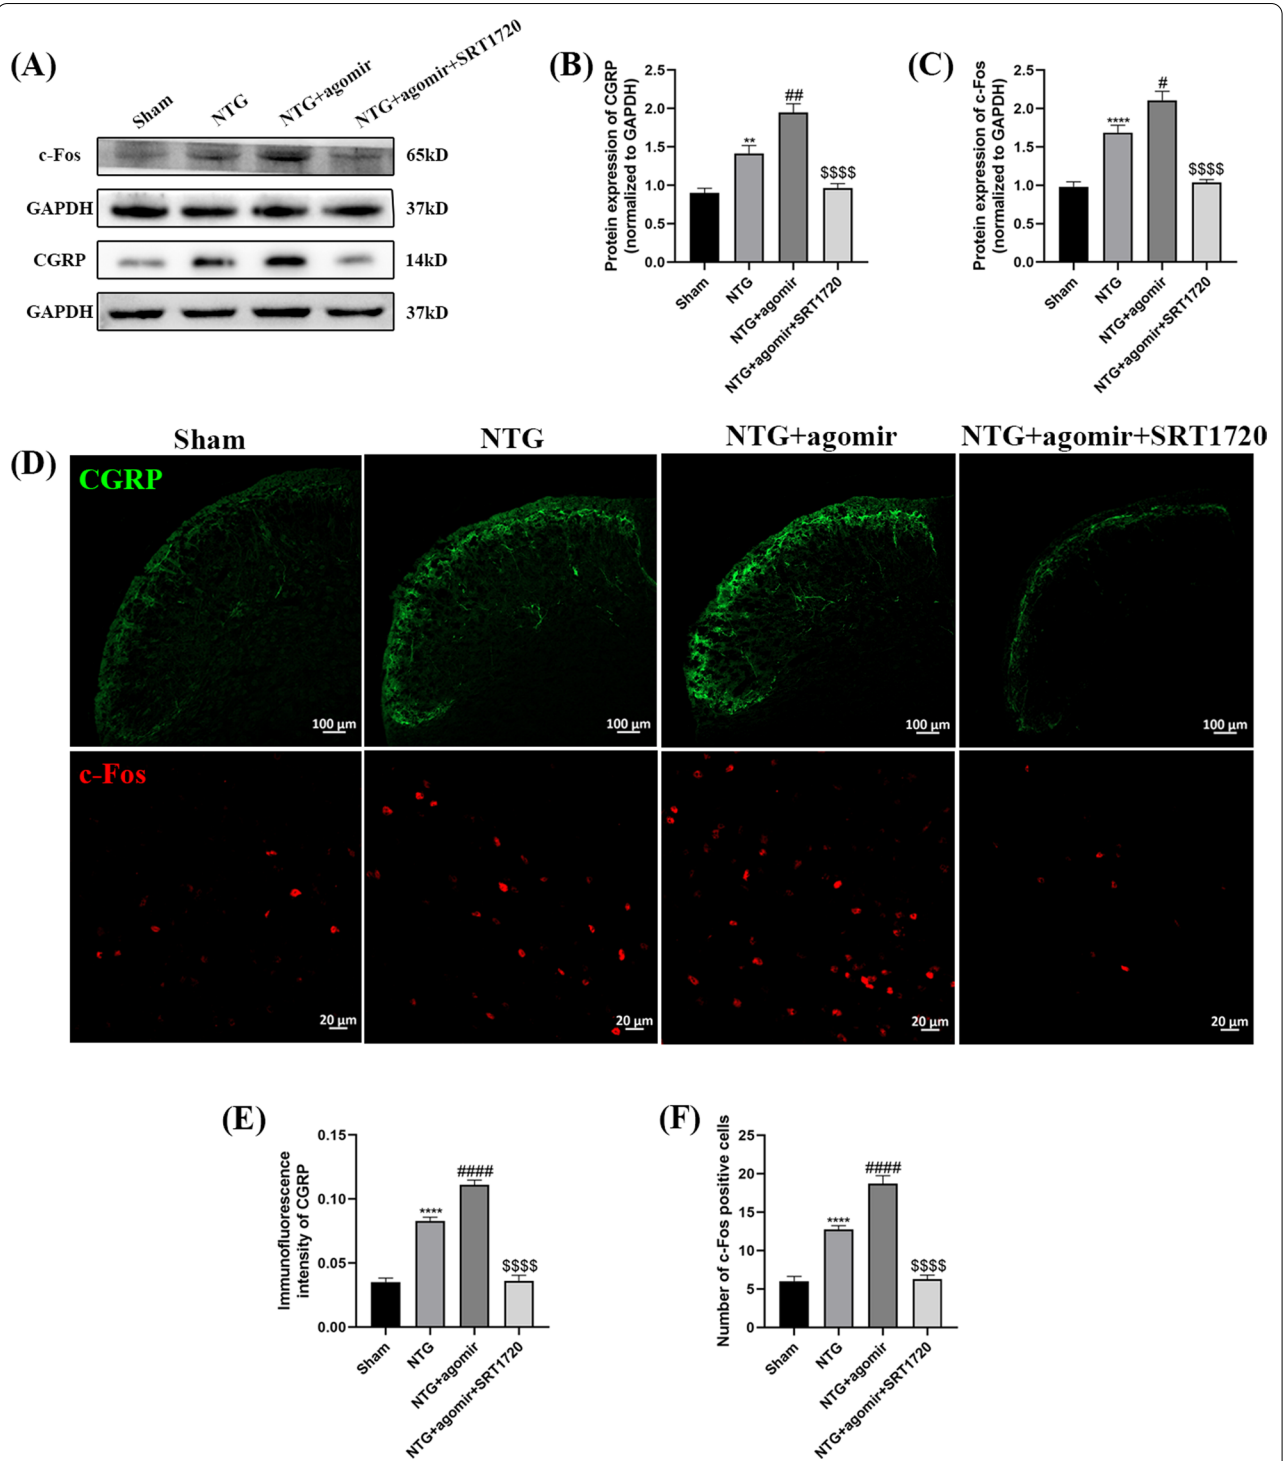 (A)
Sham
NTG
NTG+agomir
NTG+agomir+SRT1720
c-Fos
65kD
GAPDH
37kD
CGRP
14kD
GAPDH
37kD
(B)
Protein expression of CGRP
(normalized to GAPDH)
2.5
2.0
1.5
1.0
0.5
0.0
**
##
$$$$
Sham
NTG
NTG+agomir
NTG+agomir+SRT1720
(C)
Protein expression of c-Fos
(normalized to GAPDH)
2.5
2.0
1.5
1.0
0.5
0.0
****
#
$$$$
Sham
NTG
NTG+agomir
NTG+agomir+SRT1720
(D)
Sham
NTG
NTG+agomir
NTG+agomir+SRT1720
CGRP
100 µm
100 µm
100 µm
100 µm
c-Fos
20 µm
20 µm
20 µm
20 µm
(E)
Immunofluorescence
intensity of CGRP
0.15
0.10
0.05
0.00
****
####
$$$$
Sham
NTG
NTG+agomir
NTG+agomir+SRT1720
(F)
Number of c-Fos positive cells
25
20
15
10
5
0
****
####
$$$$
Sham
NTG
NTG+agomir
NTG+agomir+SRT1720